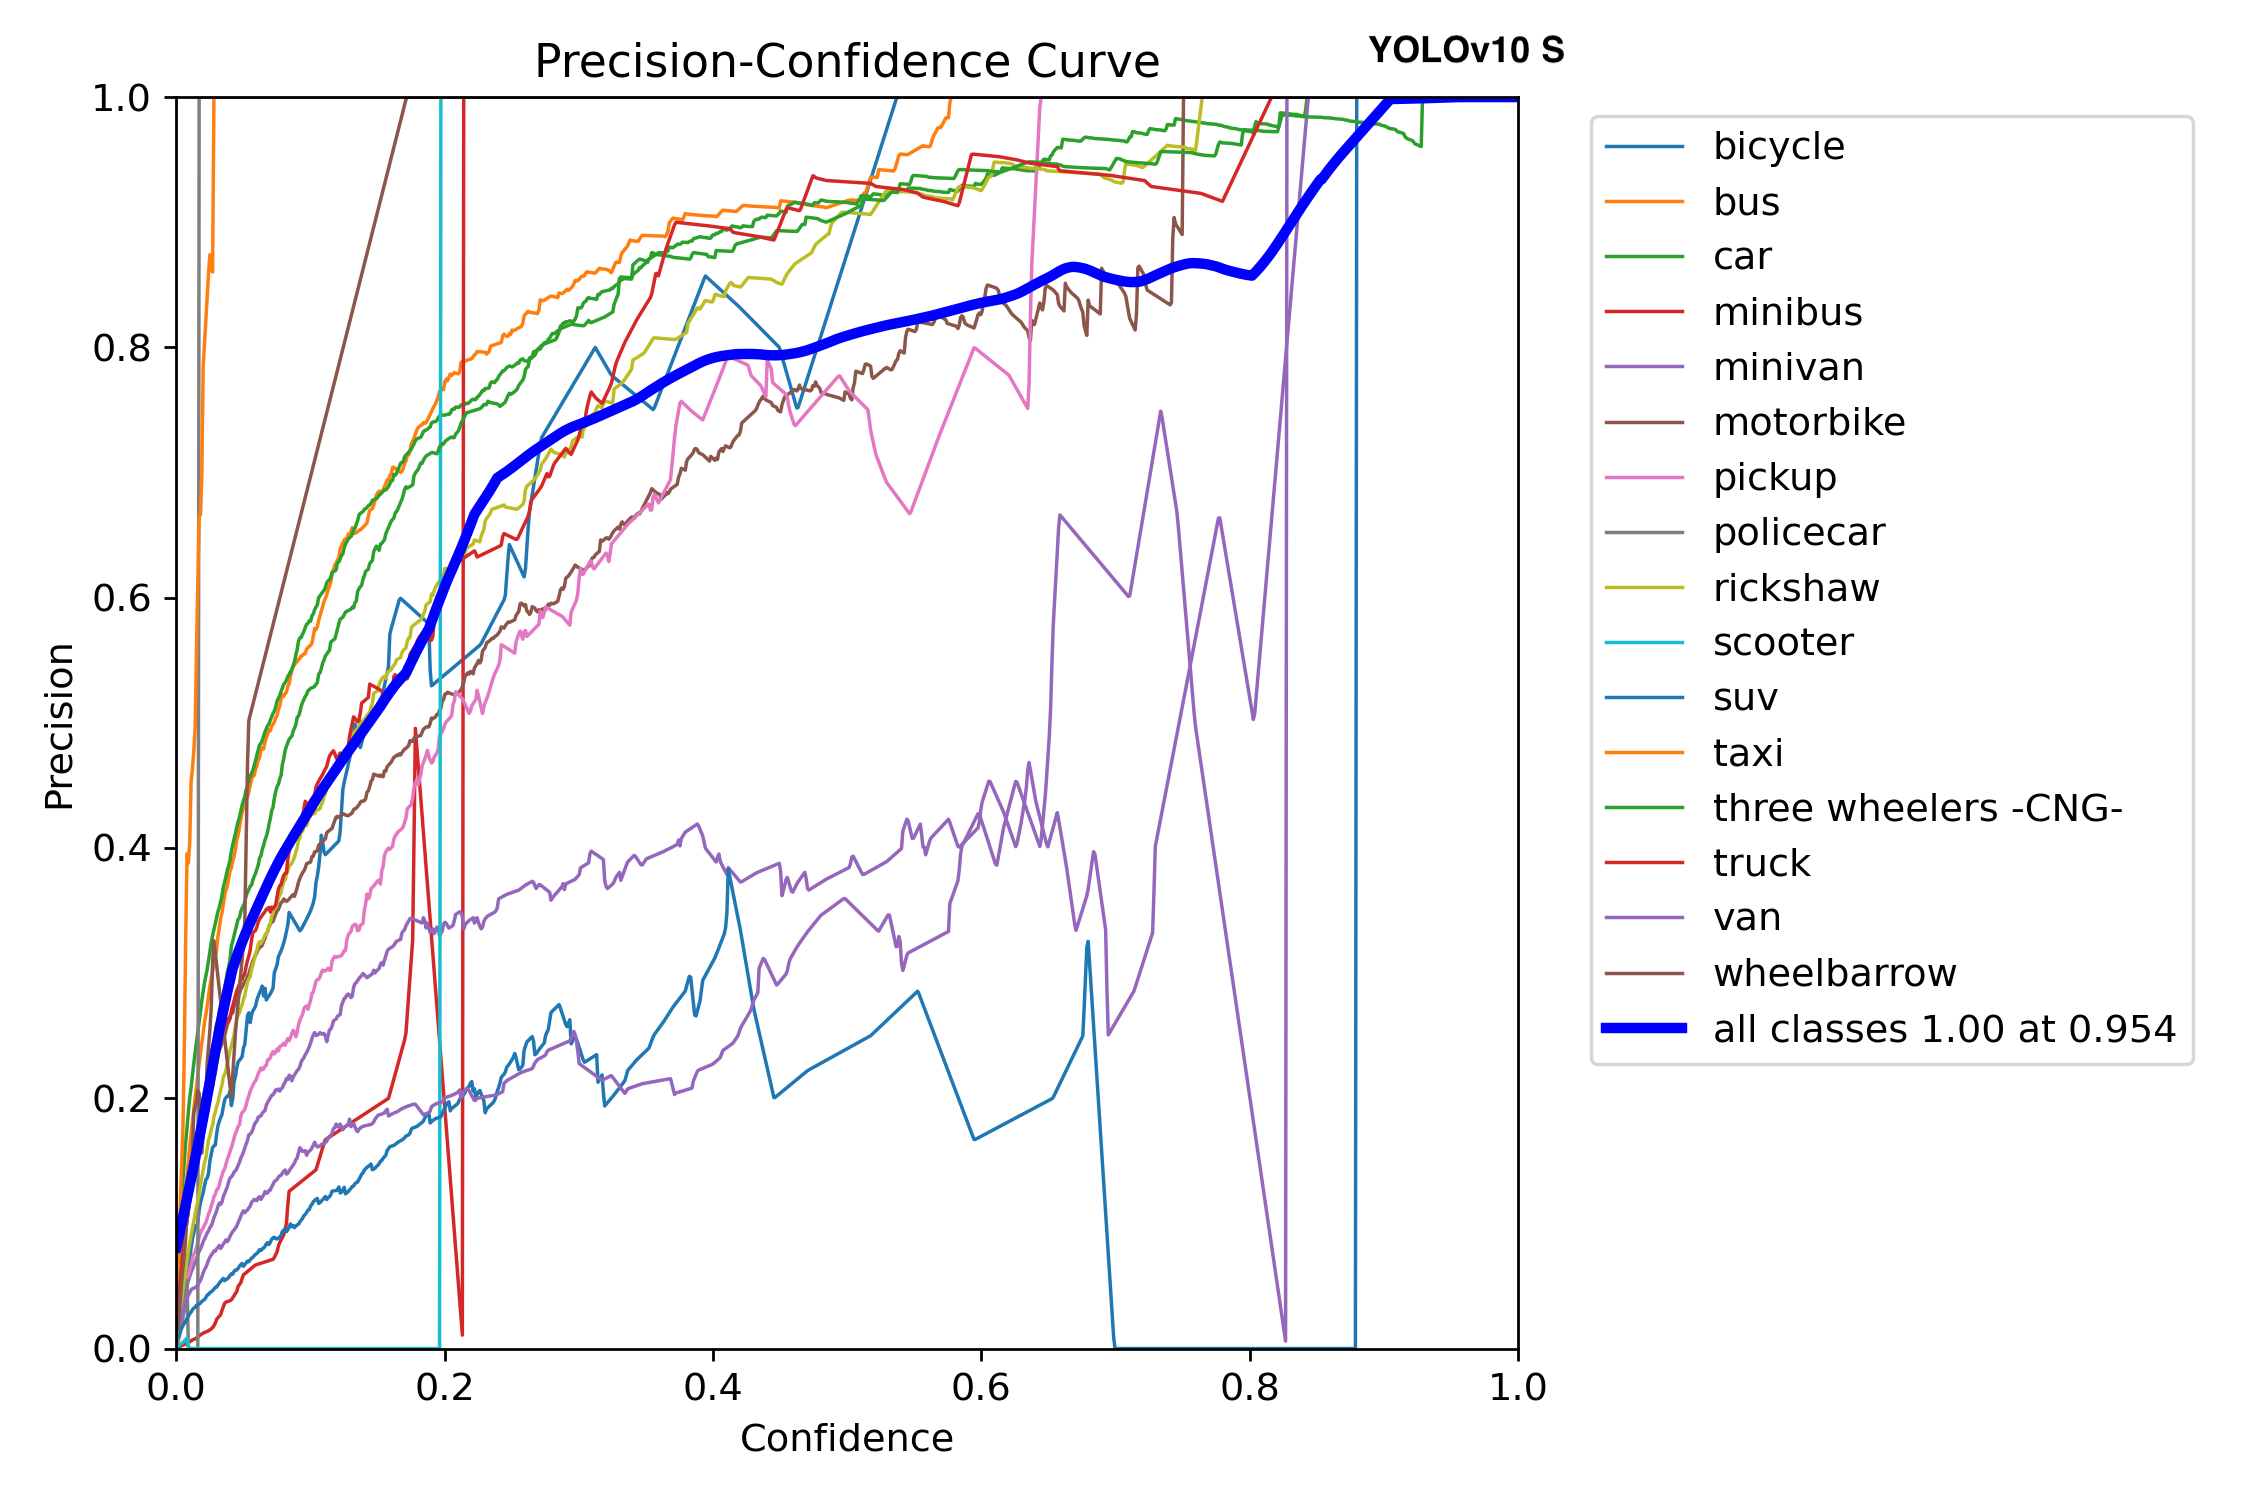 Precision-Confidence Curve
YOLOv10 S
1.0
0.8
0.6
0.4
0.2
0.0
Precision
0.0 0.2 0.4 0.6 0.8 1.0
Confidence
bicycle
bus
car
minibus
minivan
motorbike
pickup
policecar
rickshaw
scooter
suv
taxi
three wheelers -CNG-
truck
van
wheelbarrow
all classes 1.00 at 0.954